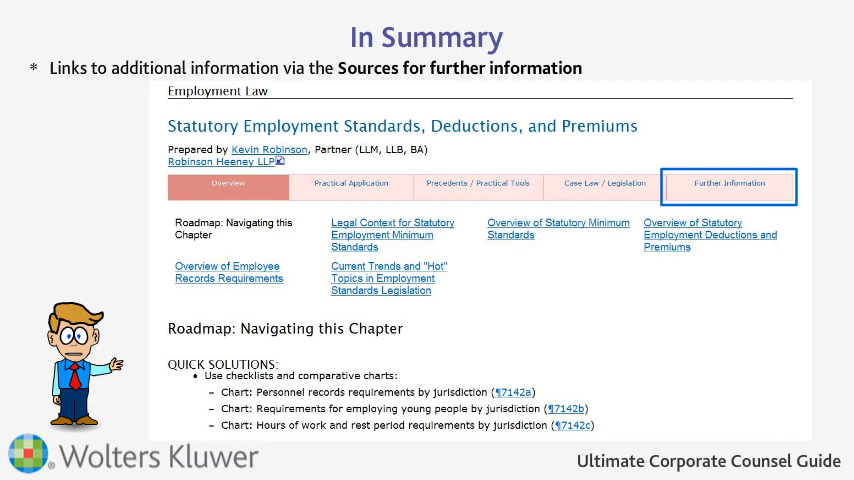 In Summary
* Links to additional information via the Sources for further information
Employment Law
Statutory Employment Standards, Deductions, and Premiums
Prepared by Kevin Robinson, Partner (LLM, LLB, BA)
Robinson Heeney LLP
Overview Practical Application Precedents / Practical Tools Case Law / Legislation Further Information
Roadmap: Navigating this
Chapter
Legal Context for Statutory
Employment Minimum
Standards
Overview of Statutory Minimum
Standards
Overview of Statutory
Employment Deductions and
Premiums
Overview of Employee
Records Requirements
Current Trends and "Hot"
Topics in Employment
Standards Legislation
Roadmap: Navigating this Chapter
QUICK SOLUTIONS:
• Use checklists and comparative charts:
– Chart: Personnel records requirements by jurisdiction (¶7142a)
– Chart: Requirements for employing young people by jurisdiction (¶7142b)
– Chart: Hours of work and rest period requirements by jurisdiction (¶7142c)
® Wolters Kluwer
Ultimate Corporate Counsel Guide